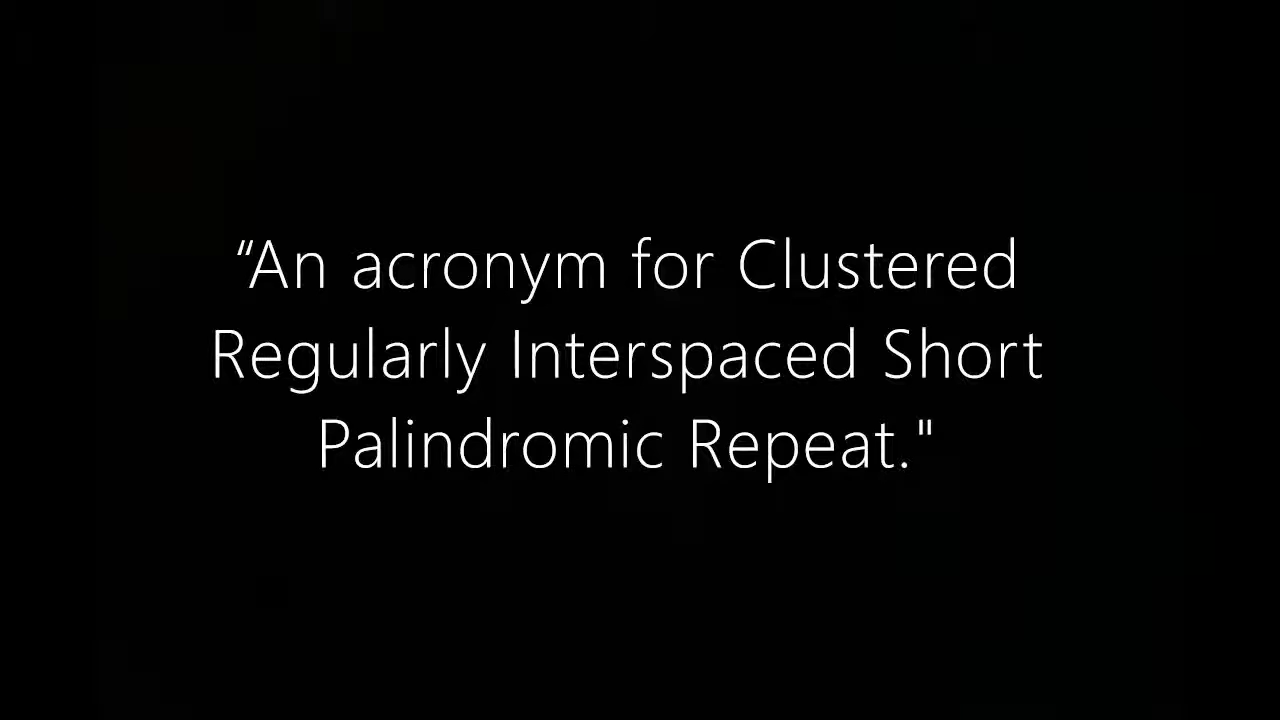 “An acronym for Clustered
Regularly Interspaced Short
Palindromic Repeat."